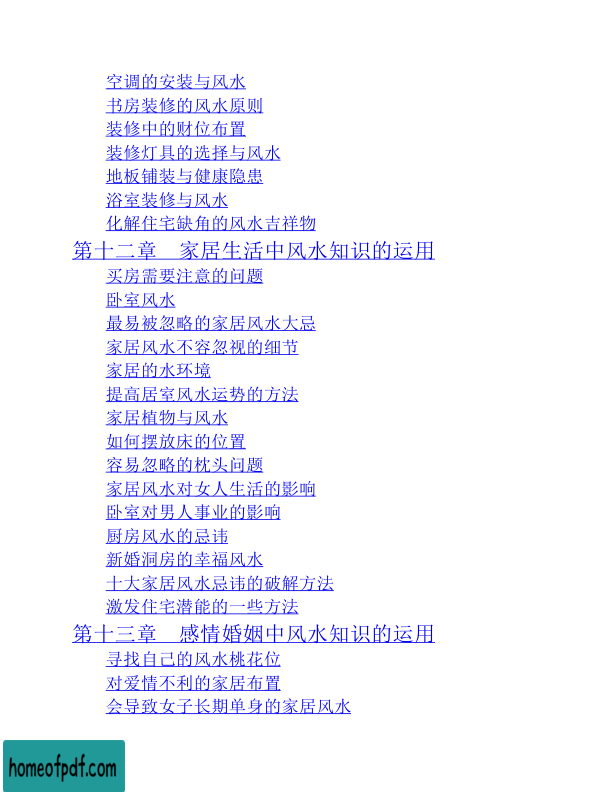 空调的安装与风水
书房装修的风水原则
装修中的财位布置
装修灯具的选择与风水
地板铺装与健康隐患
浴室装修与风水
化解住宅缺角的风水吉祥物
第十二章　家居生活中风水知识的运用
买房需要注意的问题
卧室风水
最易被忽略的家居风水大忌
家居风水不容忽视的细节
家居的水环境
提高居室风水运势的方法
家居植物与风水
如何摆放床的位置
容易忽略的枕头问题
家居风水对女人生活的影响
卧室对男人事业的影响
厨房风水的忌讳
新婚洞房的幸福风水
十大家居风水忌讳的破解方法
激发住宅潜能的一些方法
第十三章　感情婚姻中风水知识的运用
寻找自己的风水桃花位
对爱情不利的家居布置
会导致女子长期单身的家居风水
homeofpdf.com